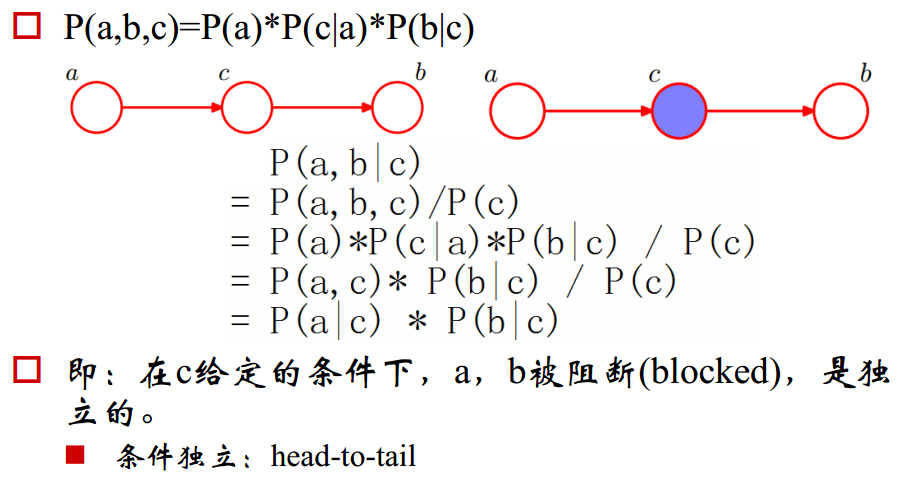 P(a,b,c)=P(a)*P(c|a)*P(b|c)
a c b a c b
P(a,b|c)
= P(a,b,c)/P(c)
= P(a)*P(c|a)*P(b|c) / P(c)
= P(a,c)* P(b|c) / P(c)
= P(a|c) * P(b|c)
即：在c给定的条件下，a，b被阻断(blocked)，是独
立的。
条件独立：head-to-tail